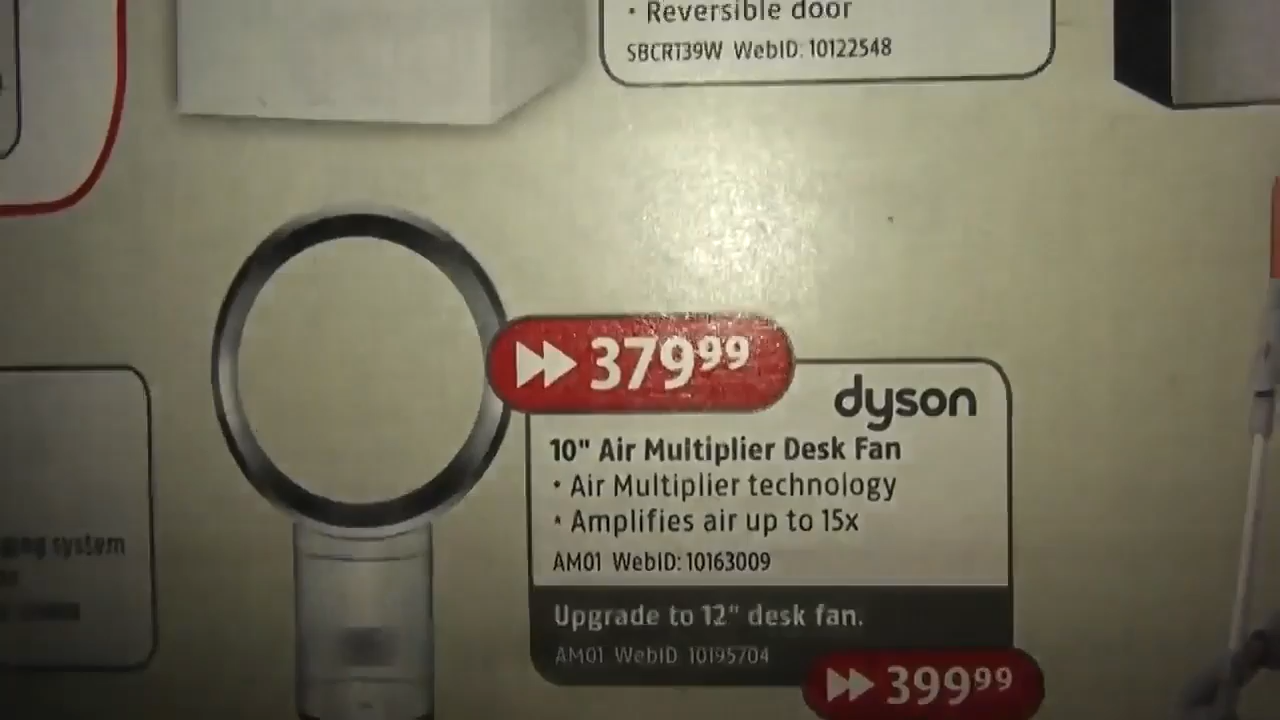 • Reversible door
SBCR139W WebID: 10122548
379⁹⁹
dyson
10" Air Multiplier Desk Fan
• Air Multiplier technology
• Amplifies air up to 15x
AM01 WebID: 10163009
system
Upgrade to 12" desk fan.
AM01 WebID 10195704
399⁹⁹